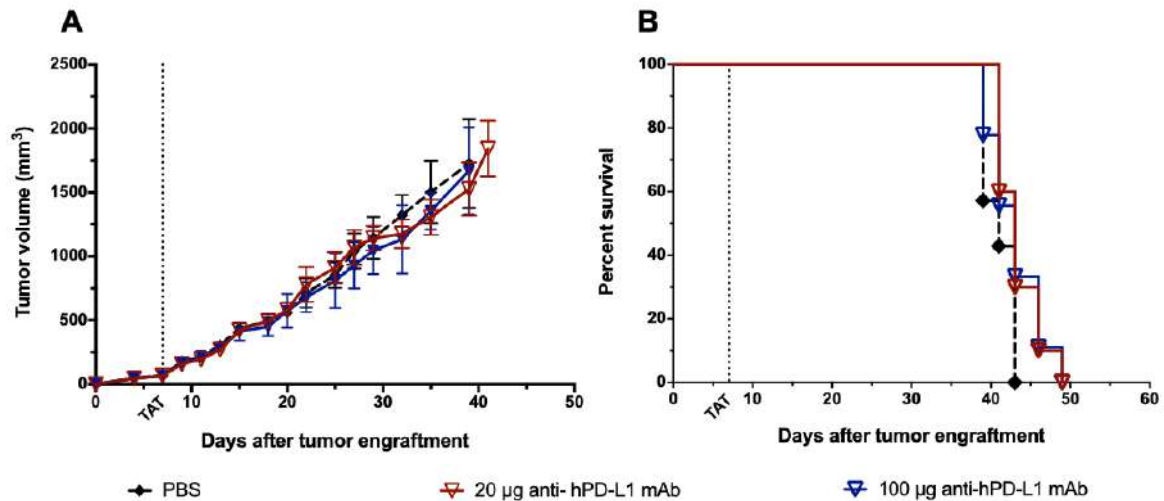 A
B
Tumor volume (mm³)
2500
2000
1500
1000
500
0
0
TAT
10
20
30
40
50
Days after tumor engraftment
Percent survival
100
80
60
40
20
0
0
TAT
10
20
30
40
50
60
Days after tumor engraftment
PBS
20 µg anti- hPD-L1 mAb
100 µg anti-hPD-L1 mAb